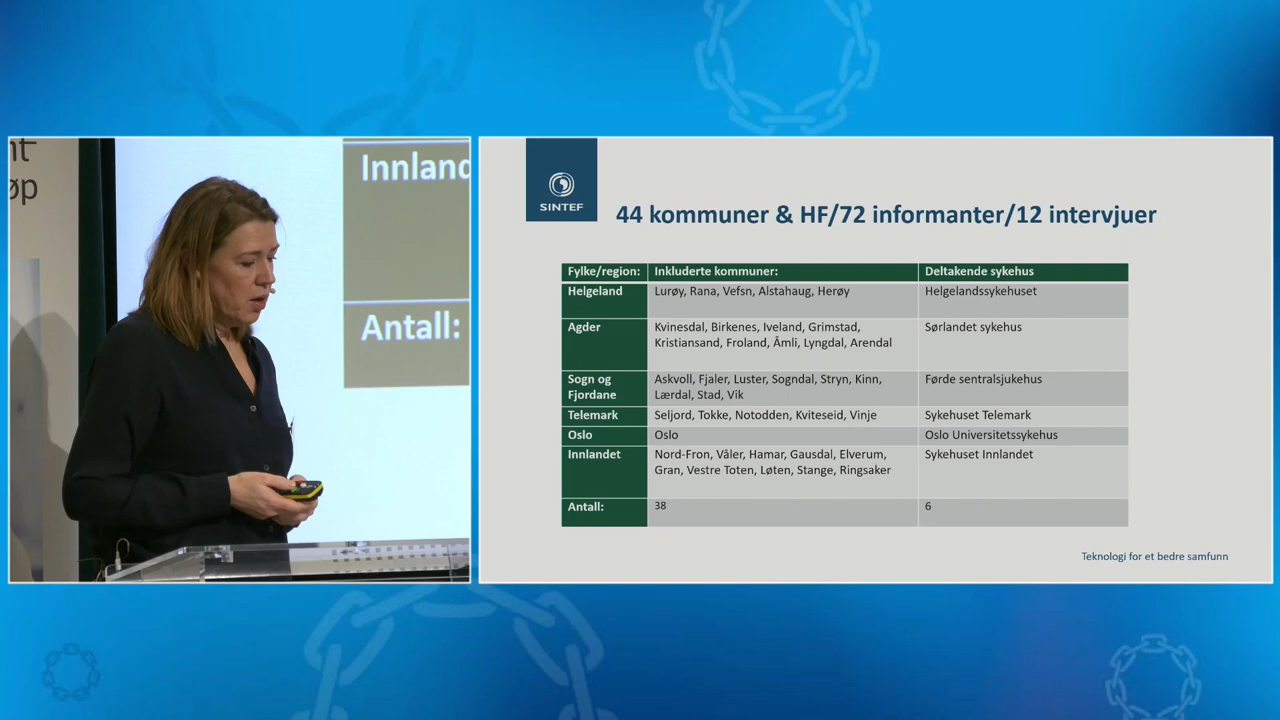 øp
Innland
Antall:
SINTEF
44 kommuner & HF/72 informanter/12 intervjuer
Fylke/region: Inkluderte kommuner: Deltakende sykehus
Helgeland Lurøy, Rana, Vefsn, Alstahaug, Herøy Helgelandssykehuset
Agder Kvinesdal, Birkenes, Iveland, Grimstad, Sørlandet sykehus
Kristiansand, Froland, Åmli, Lyngdal, Arendal
Sogn og Askvoll, Fjaler, Luster, Sogndal, Stryn, Kinn, Førde sentralsjukehus
Fjordane Lærdal, Stad, Vik
Telemark Seljord, Tokke, Notodden, Kviteseid, Vinje Sykehuset Telemark
Oslo Oslo Oslo Universitetssykehus
Innlandet Nord-Fron, Våler, Hamar, Gausdal, Elverum, Sykehuset Innlandet
Gran, Vestre Toten, Løten, Stange, Ringsaker
Antall: 38 6
Teknologi for et bedre samfunn